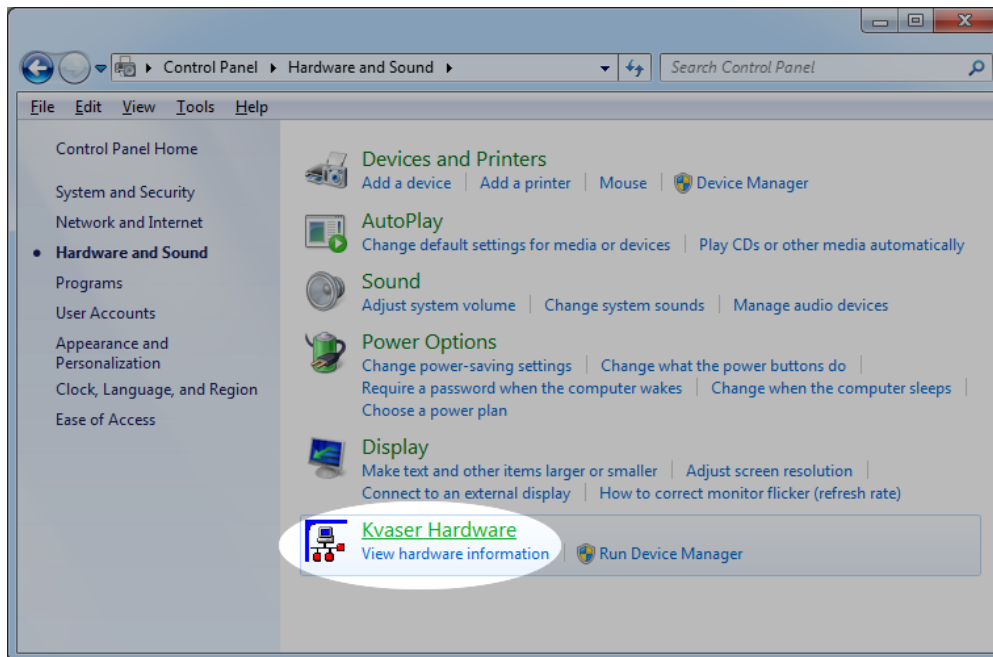 Control Panel Hardware and Sound Search Control Panel
File Edit View Tools Help
Control Panel Home
System and Security
Network and Internet
Hardware and Sound
Programs
User Accounts
Appearance and
Personalization
Clock, Language, and Region
Ease of Access
Devices and Printers
Add a device Add a printer Mouse Device Manager
AutoPlay
Change default settings for media or devices Play CDs or other media automatically
Sound
Adjust system volume Change system sounds Manage audio devices
Power Options
Change power-saving settings Change what the power buttons do
Require a password when the computer wakes Change when the computer sleeps
Choose a power plan
Display
Make text and other items larger or smaller Adjust screen resolution
Connect to an external display How to correct monitor flicker (refresh rate)
Kvaser Hardware
View hardware information Run Device Manager